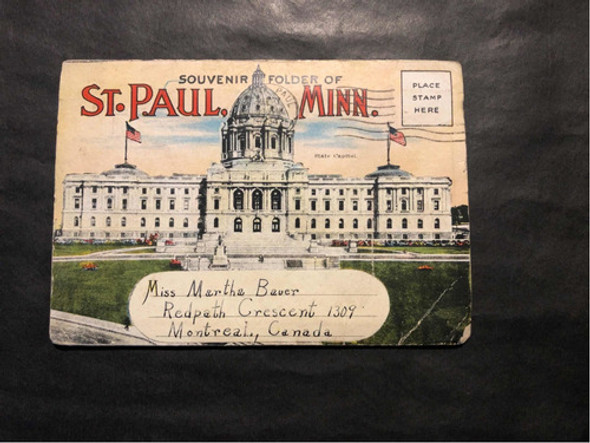 SOUVENIR FOLDER OF
ST. PAUL, MINN.
PLACE
STAMP
HERE
PAUL
State Capitol
Miss Martha Bauer
Redpath Crescent 1309
Montreal, Canada